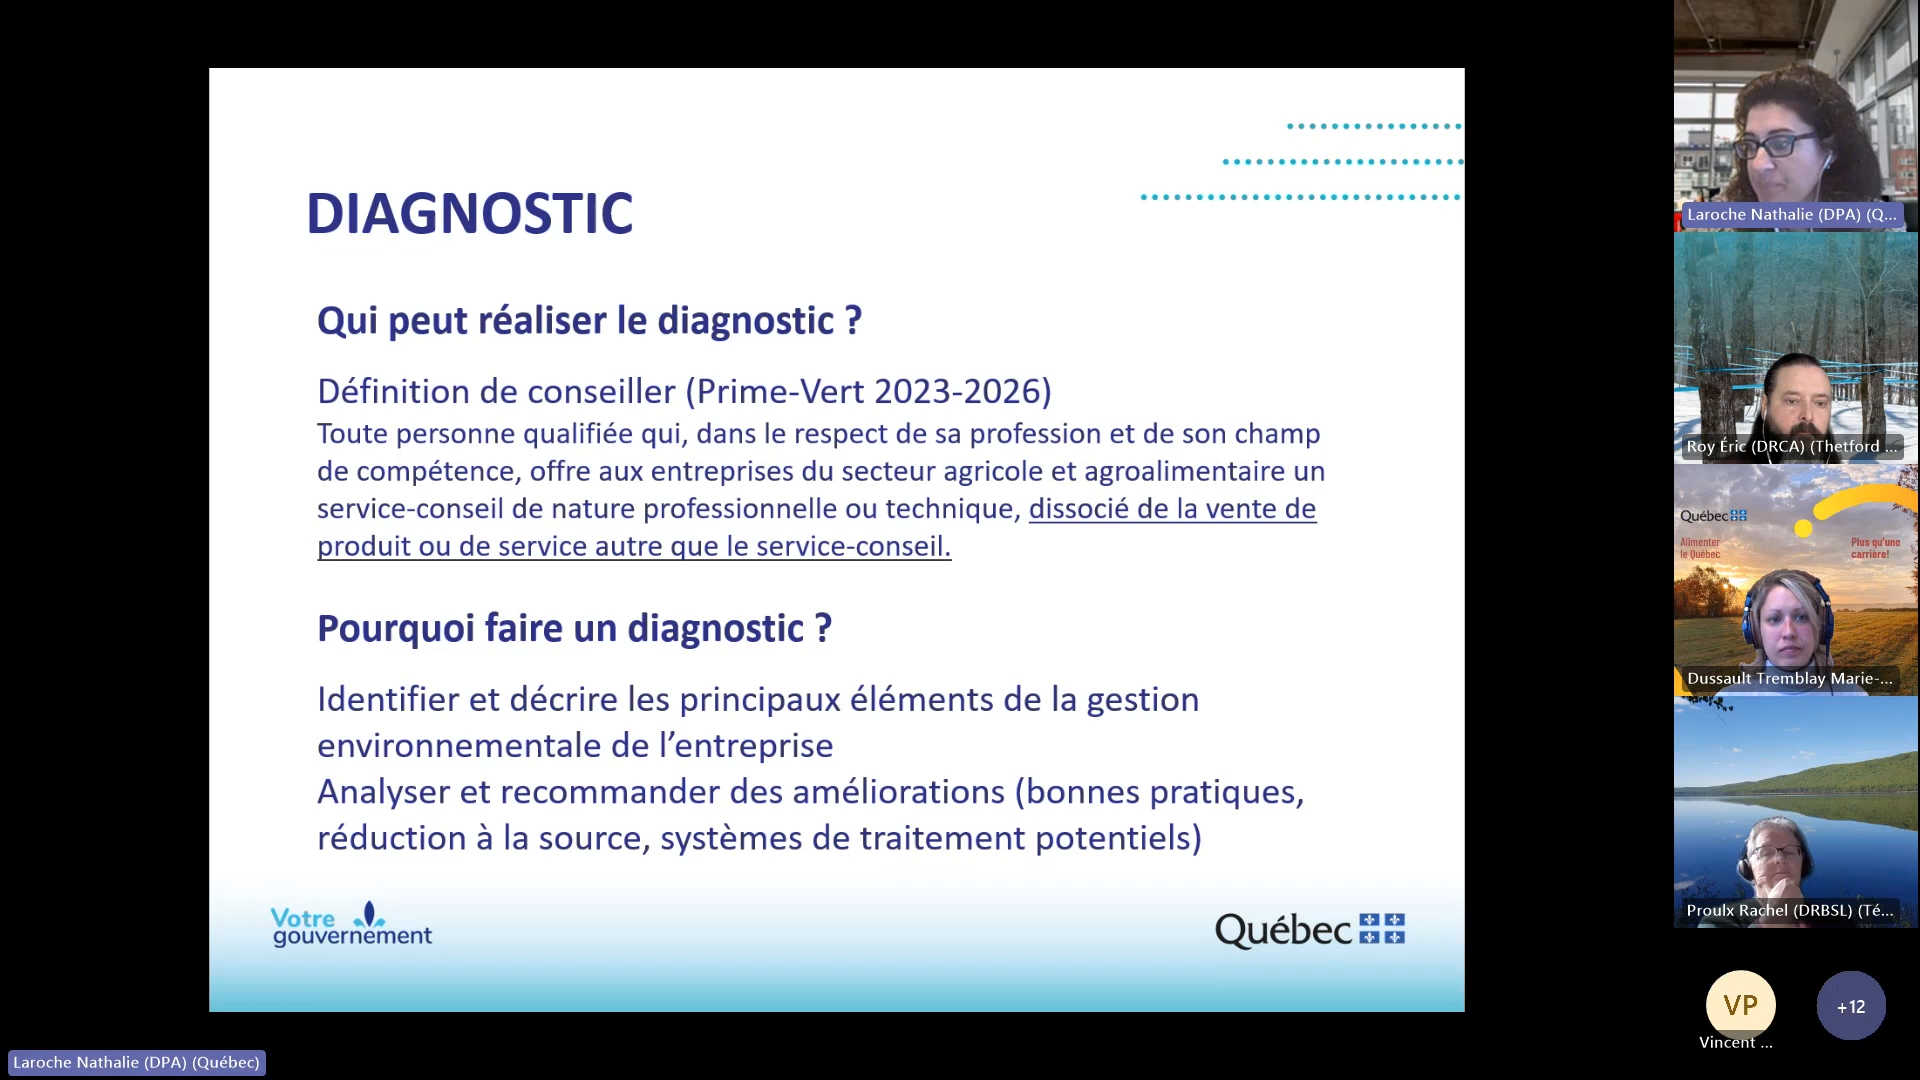 DIAGNOSTIC
Qui peut réaliser le diagnostic ?
Définition de conseiller (Prime-Vert 2023-2026)
Toute personne qualifiée qui, dans le respect de sa profession et de son champ
de compétence, offre aux entreprises du secteur agricole et agroalimentaire un
service-conseil de nature professionnelle ou technique, dissocié de la vente de
produit ou de service autre que le service-conseil.
Pourquoi faire un diagnostic ?
Identifier et décrire les principaux éléments de la gestion
environnementale de l’entreprise
Analyser et recommander des améliorations (bonnes pratiques,
réduction à la source, systèmes de traitement potentiels)
Votre
gouvernement
Québec
Laroche Nathalie (DPA) (Québec)
Laroche Nathalie (DPA) (Q...
Roy Éric (DRCA) (Thetford ...
Québec
Alimenter
le Québec
Plus qu'une
carrière!
Dussault Tremblay Marie-...
Proulx Rachel (DRBSL) (Té...
VP
+12
Vincent ...